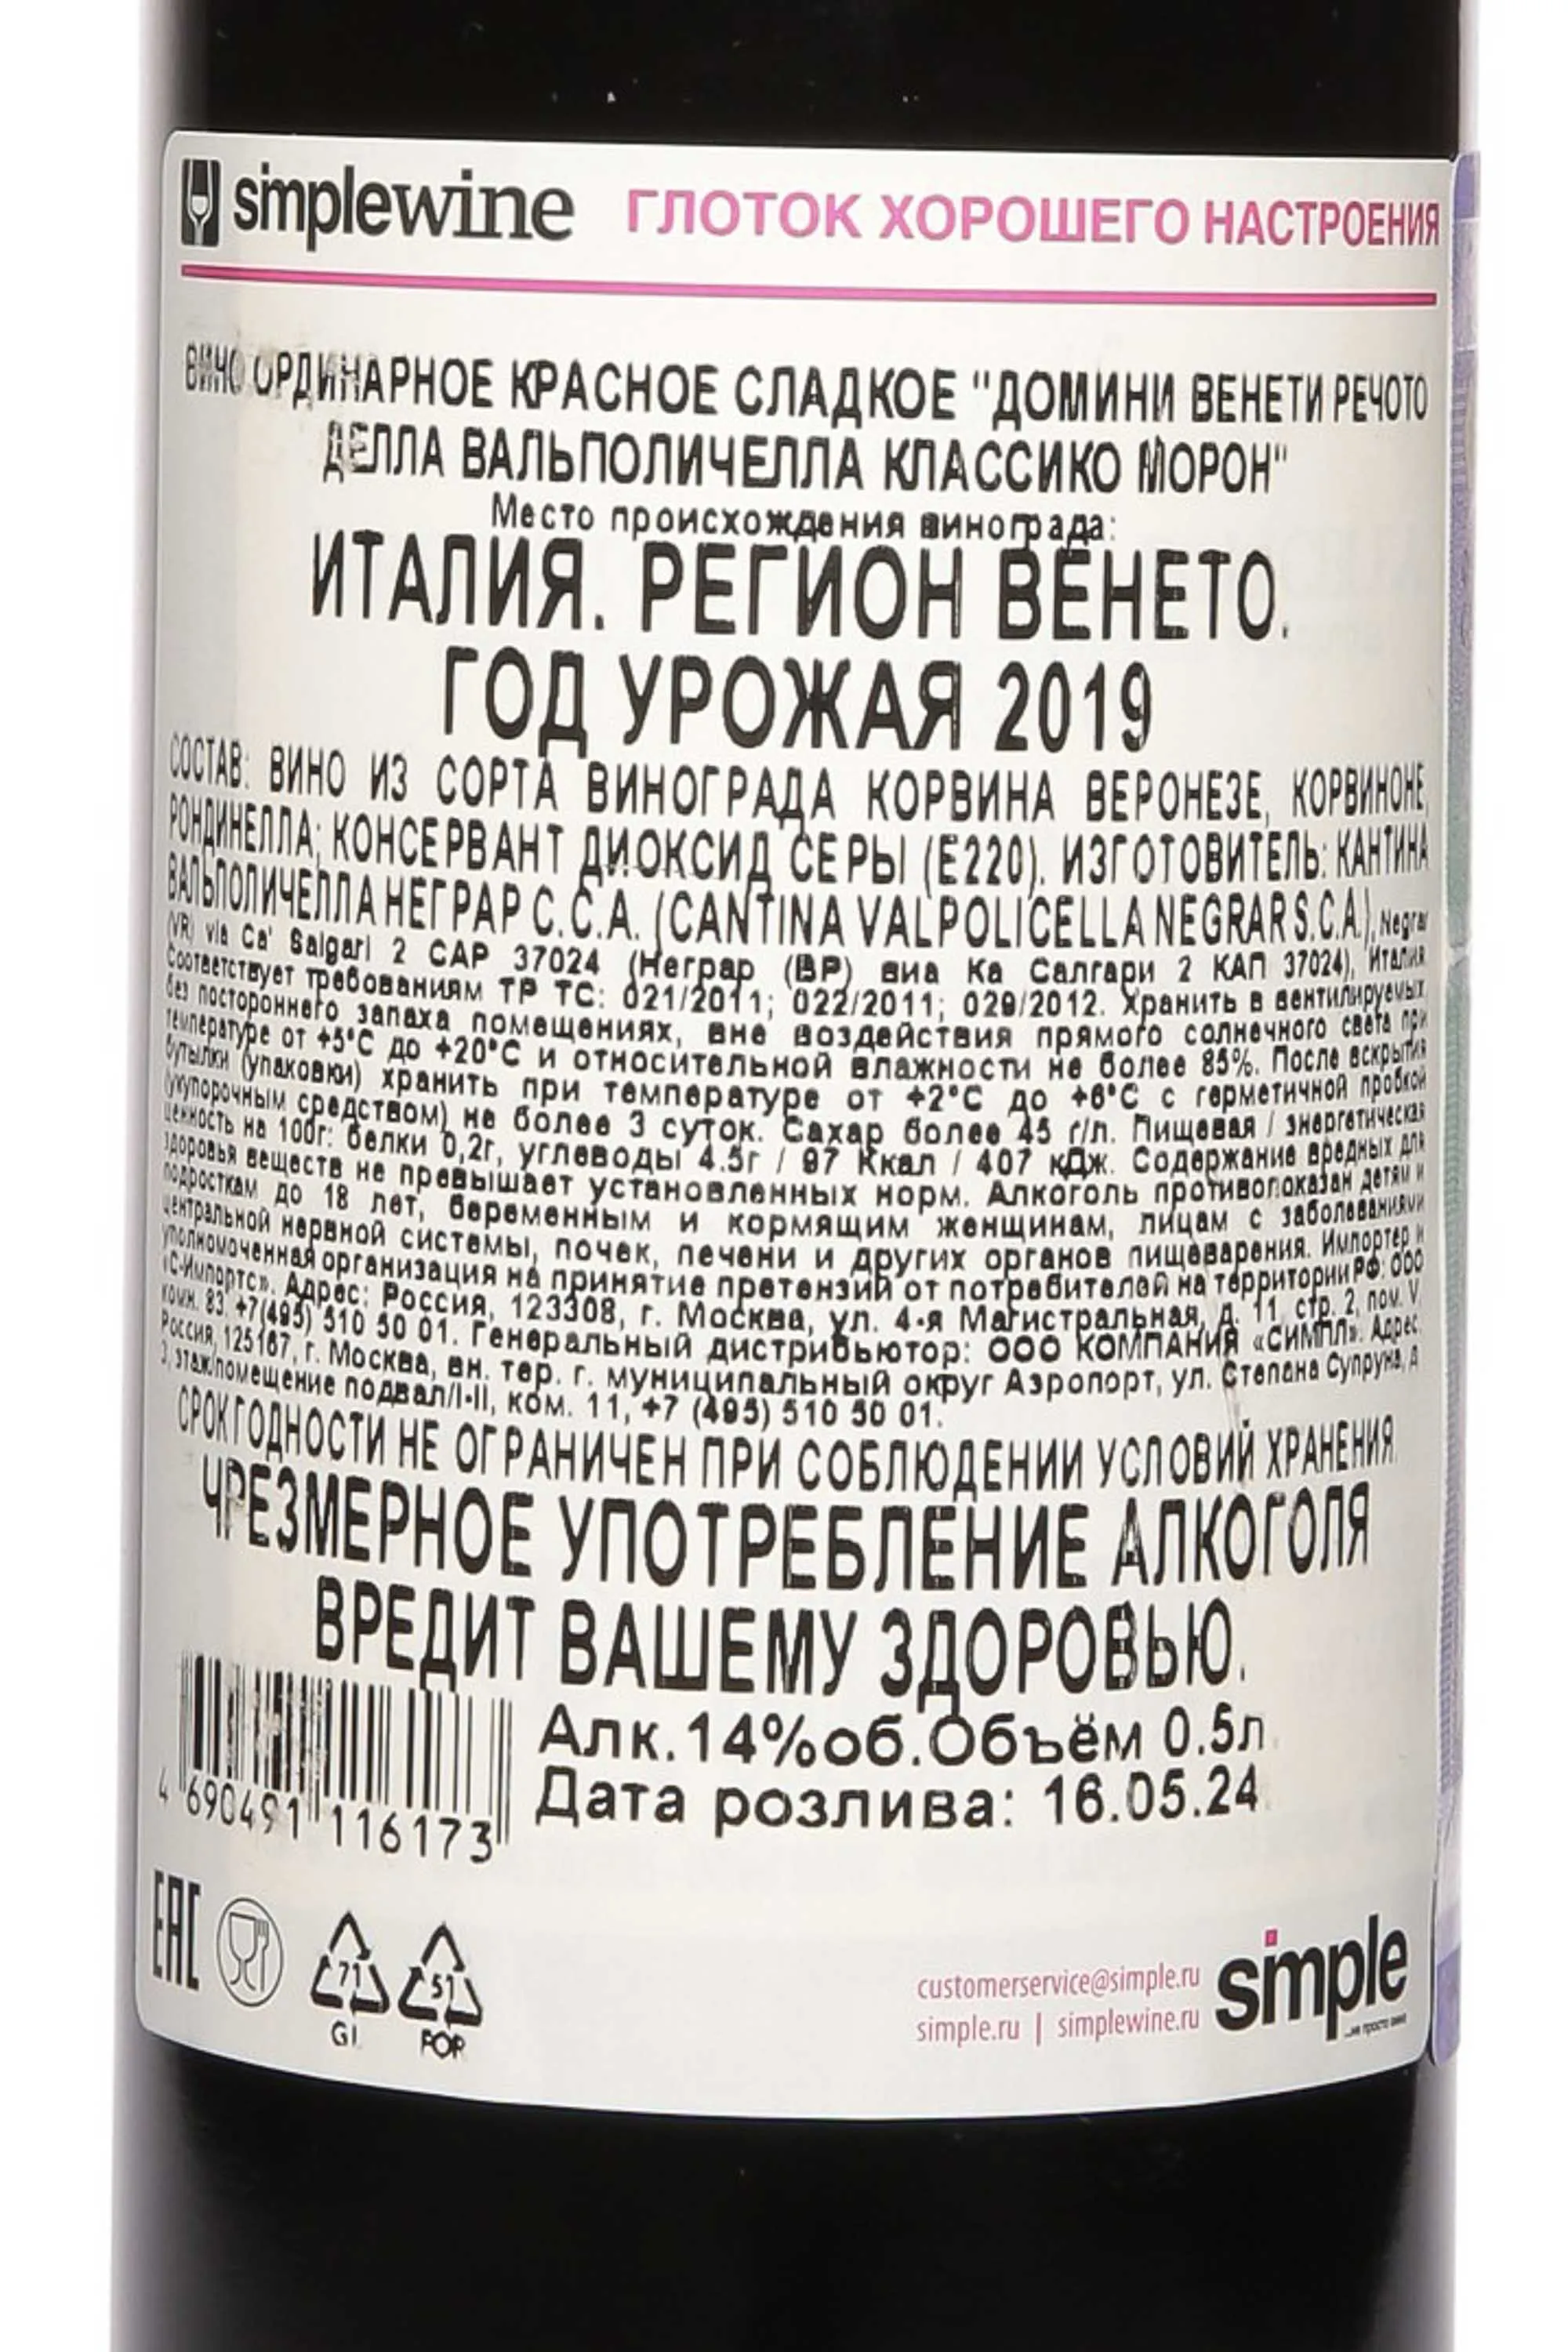 simplewine ГЛОТОК ХОРОШЕГО НАСТРОЕНИЯ
ВИНО ОРДИНАРНОЕ КРАСНОЕ СЛАДКОЕ "ДОМИНИ ВЕНЕТИ РЕЧОТО
ДЕЛЛА ВАЛЬПОЛИЧЕЛЛА КЛАССИКО МОРОН"
Место происхождения винограда:
ИТАЛИЯ. РЕГИОН ВЕНЕТО.
ГОД УРОЖАЯ 2019
СОСТАВ: ВИНО ИЗ СОРТА ВИНОГРАДА КОРВИНА ВЕРОНЕЗЕ, КОРВИНОНЕ,
РОНДИНЕЛЛА; КОНСЕРВАНТ ДИОКСИД СЕРЫ (Е220). ИЗГОТОВИТЕЛЬ: КАНТИНА
ВАЛЬПОЛИЧЕЛЛА НЕГРАР С.С.А. (CANTINA VALPOLICELLA NEGRAR S.C.A.), Negrar
(VR) via Ca' Salgari 2 CAP 37024 (Неграр (ВР) виа Ка Салгари 2 КАП 37024), Италия
Соответствует требованиям ТР ТС: 021/2011; 022/2011; 029/2012. Хранить в вентилируемых
без постороннего запаха помещениях, вне воздействия прямого солнечного света при
температуре от +5°С до +20°С и относительной влажности не более 85%. После вскрытия
бутылки (упаковки) хранить при температуре от +2°С до +6°С с герметичной пробкой
(укупорочным средством) не более 3 суток. Сахар более 45 г/л. Пищевая / энергетическая
ценность на 100г: белки 0,2г, углеводы 4.5г / 97 Ккал / 407 кДж. Содержание вредных для
здоровья веществ не превышает установленных норм. Алкоголь противопоказан детям и
подросткам до 18 лет, беременным и кормящим женщинам, лицам с заболеваниями
центральной нервной системы, почек, печени и других органов пищеварения. Импортер и
уполномоченная организация на принятие претензий от потребителей на территории РФ: ООО
«С-Импортс». Адрес: Россия, 123308, г. Москва, ул. 4-я Магистральная, д. 11, стр. 2, пом. V,
комн. 83, +7(495) 510 50 01. Генеральный дистрибьютор: ООО КОМПАНИЯ «СИМПЛ». Адрес:
Россия, 125167, г. Москва, вн. тер. г. муниципальный округ Аэропорт, ул. Степана Супруна, д.
3, этаж/помещение подвал/I-II, ком. 11, +7 (495) 510 50 01.
СРОК ГОДНОСТИ НЕ ОГРАНИЧЕН ПРИ СОБЛЮДЕНИИ УСЛОВИЙ ХРАНЕНИЯ
ЧРЕЗМЕРНОЕ УПОТРЕБЛЕНИЕ АЛКОГОЛЯ
ВРЕДИТ ВАШЕМУ ЗДОРОВЬЮ.
Алк.14%об.Объём 0.5л
Дата розлива: 16.05.24
4 690491 116173
EAC
71 51
GL FOR
customerservice@simple.ru
simple.ru | simplewine.ru
simple
...не просто вино